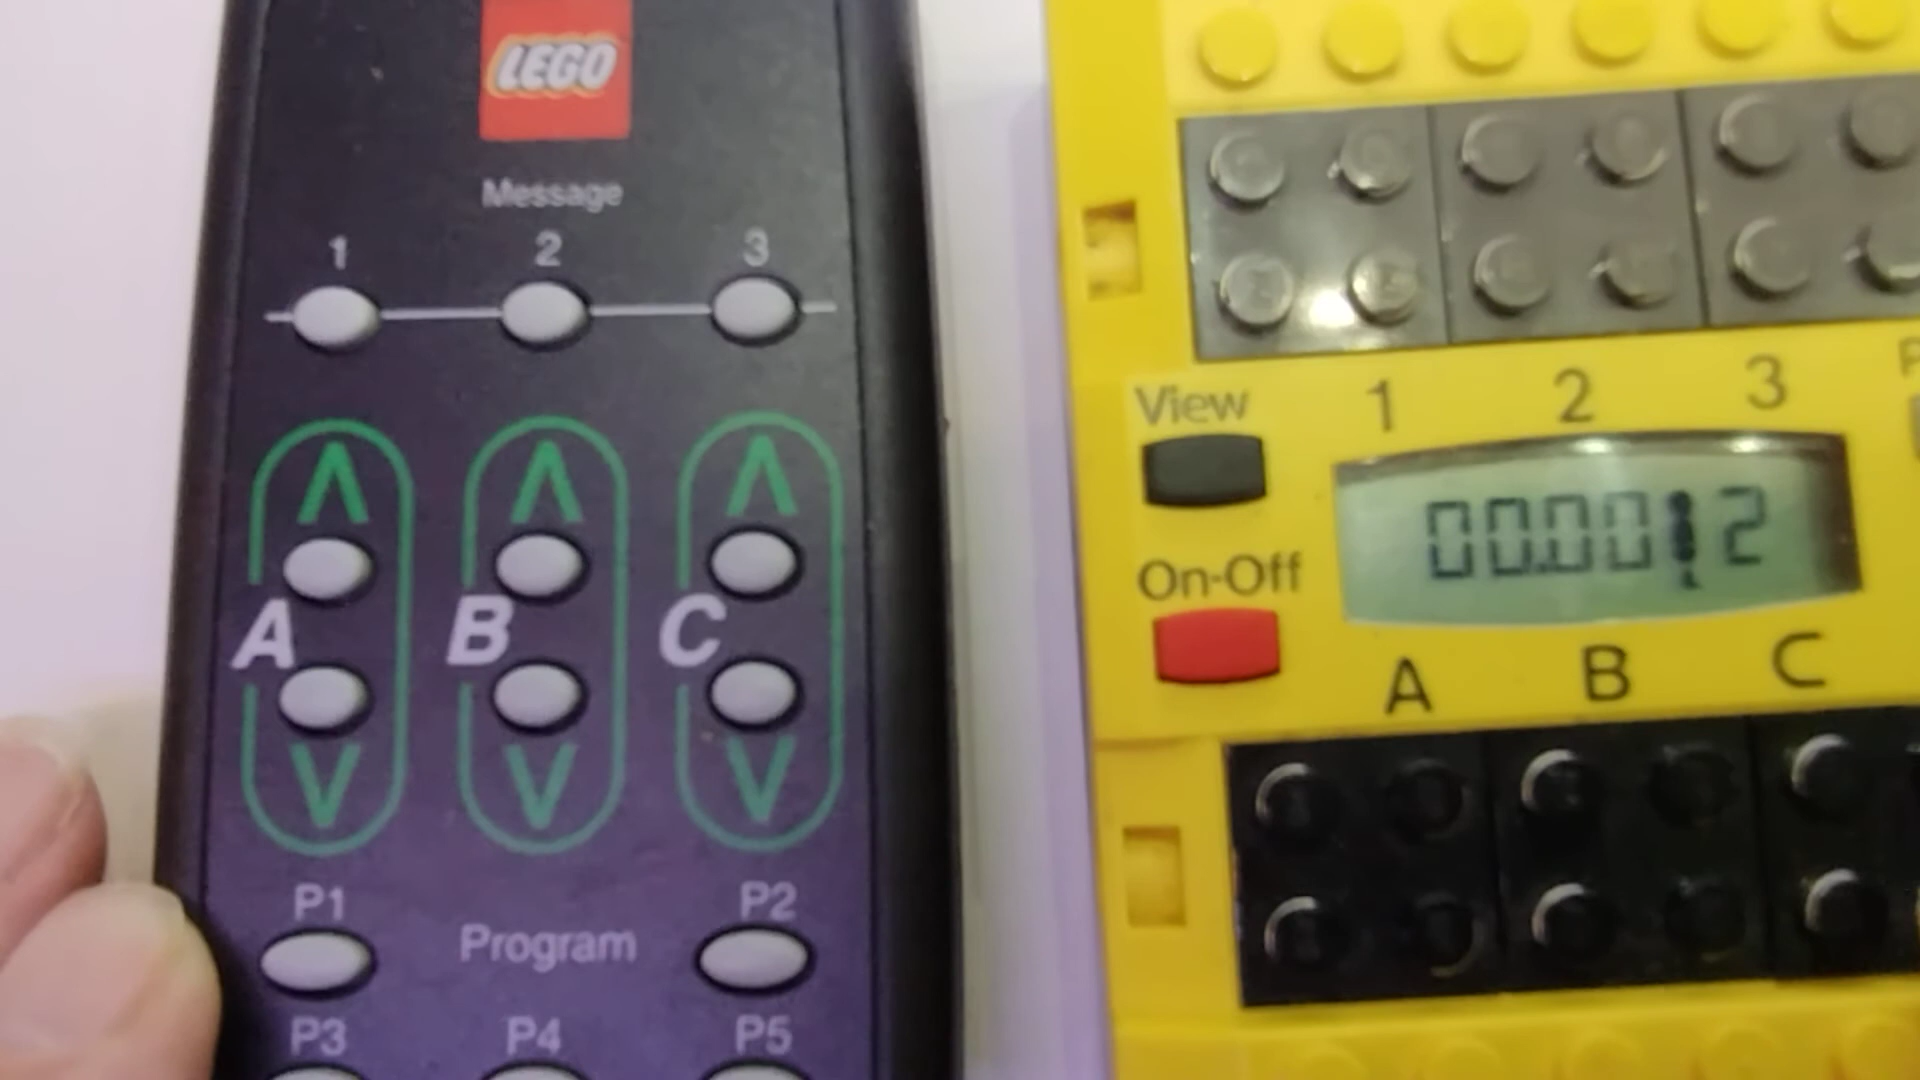 LEGO
Message
1 2 3
A B C
P1 Program P2
P3 P4 P5
View 1 2 3 P
00.00 2
On-Off
A B C